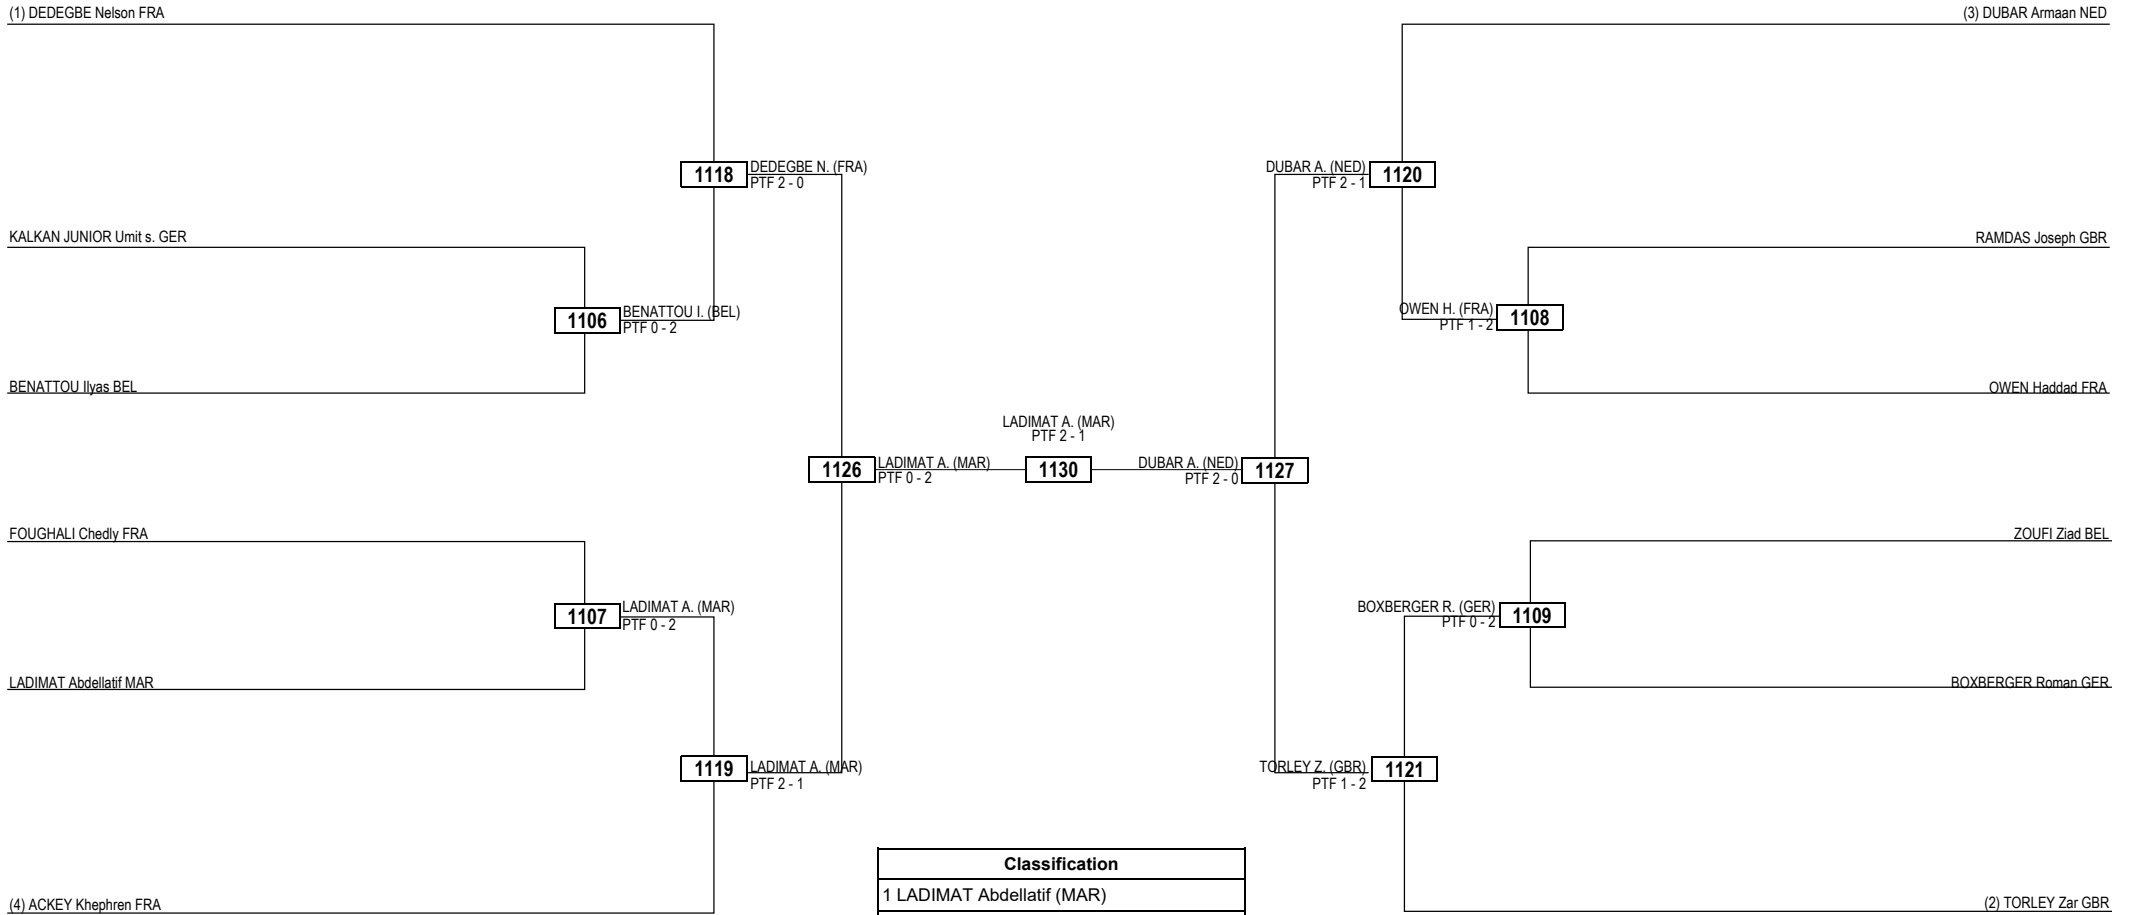 (1) DEDEGBE Nelson FRA
(3) DUBAR Armaan NED
1118
DEDEGBE N. (FRA)
PTF 2 - 0
DUBAR A. (NED)
PTF 2 - 1
1120
KALKAN JUNIOR Umit s. GER
RAMDAS Joseph GBR
1106
BENATTOU I. (BEL)
PTF 0 - 2
OWEN H. (FRA)
PTF 1 - 2
1108
BENATTOU Ilyas BEL
OWEN Haddad FRA
LADIMAT A. (MAR)
PTF 2 - 1
1126
LADIMAT A. (MAR)
PTF 0 - 2
1130
DUBAR A. (NED)
PTF 2 - 0
1127
FOUGHALI Chedly FRA
ZOUFI Ziad BEL
1107
LADIMAT A. (MAR)
PTF 0 - 2
BOXBERGER R. (GER)
PTF 0 - 2
1109
LADIMAT Abdellatif MAR
BOXBERGER Roman GER
1119
LADIMAT A. (MAR)
PTF 2 - 1
TORLEY Z. (GBR)
PTF 1 - 2
1121
Classification
1 LADIMAT Abdellatif (MAR)
(4) ACKEY Khephren FRA
(2) TORLEY Zar GBR